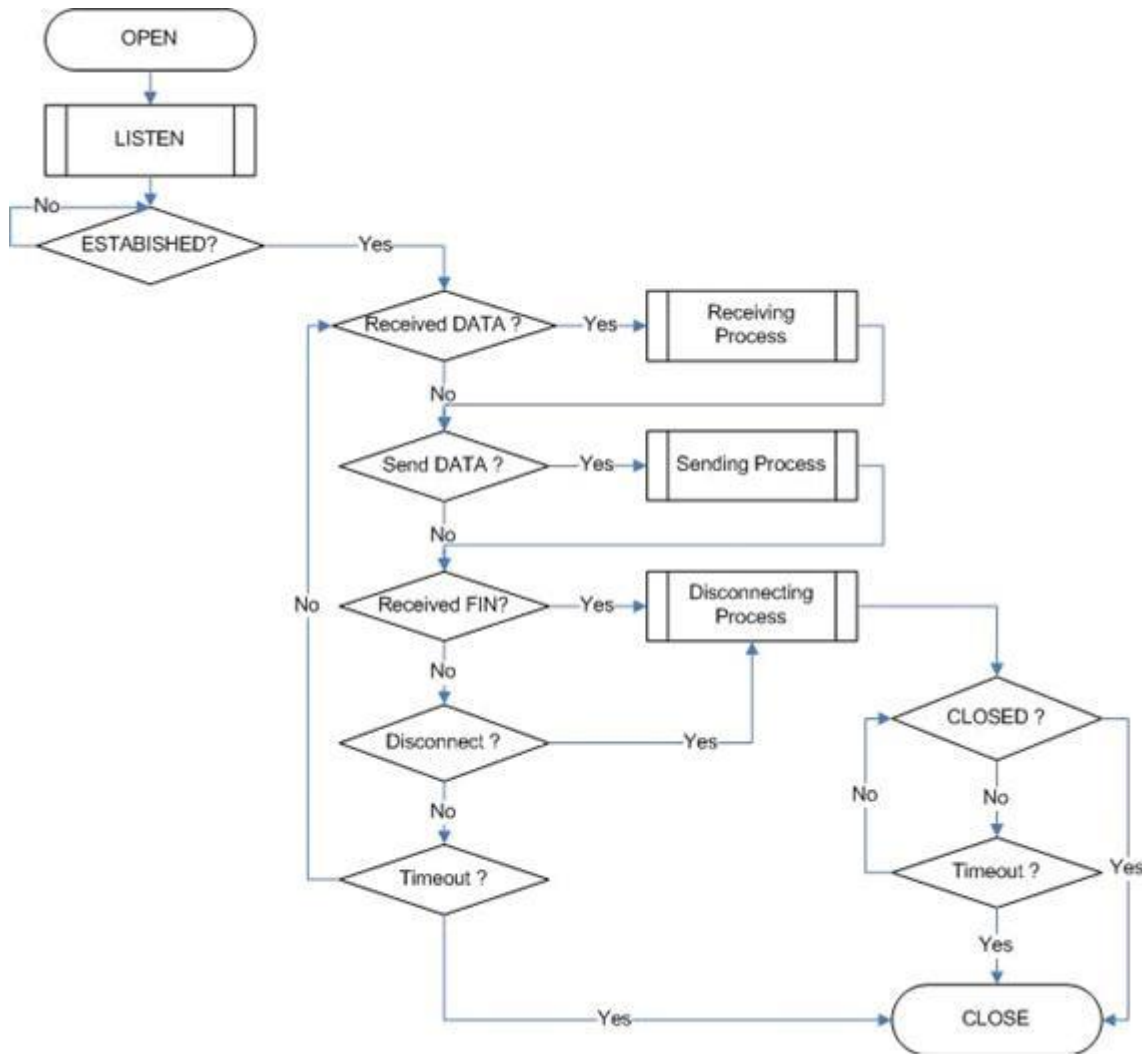 OPEN
LISTEN
No
ESTABISHED?
Yes
Received DATA ?
Yes
Receiving
Process
No
Send DATA ?
Yes
Sending Process
No
No
Received FIN?
Yes
Disconnecting
Process
No
Disconnect ?
Yes
CLOSED ?
No
No
No
Timeout ?
Timeout ?
Yes
Yes
Yes
CLOSE